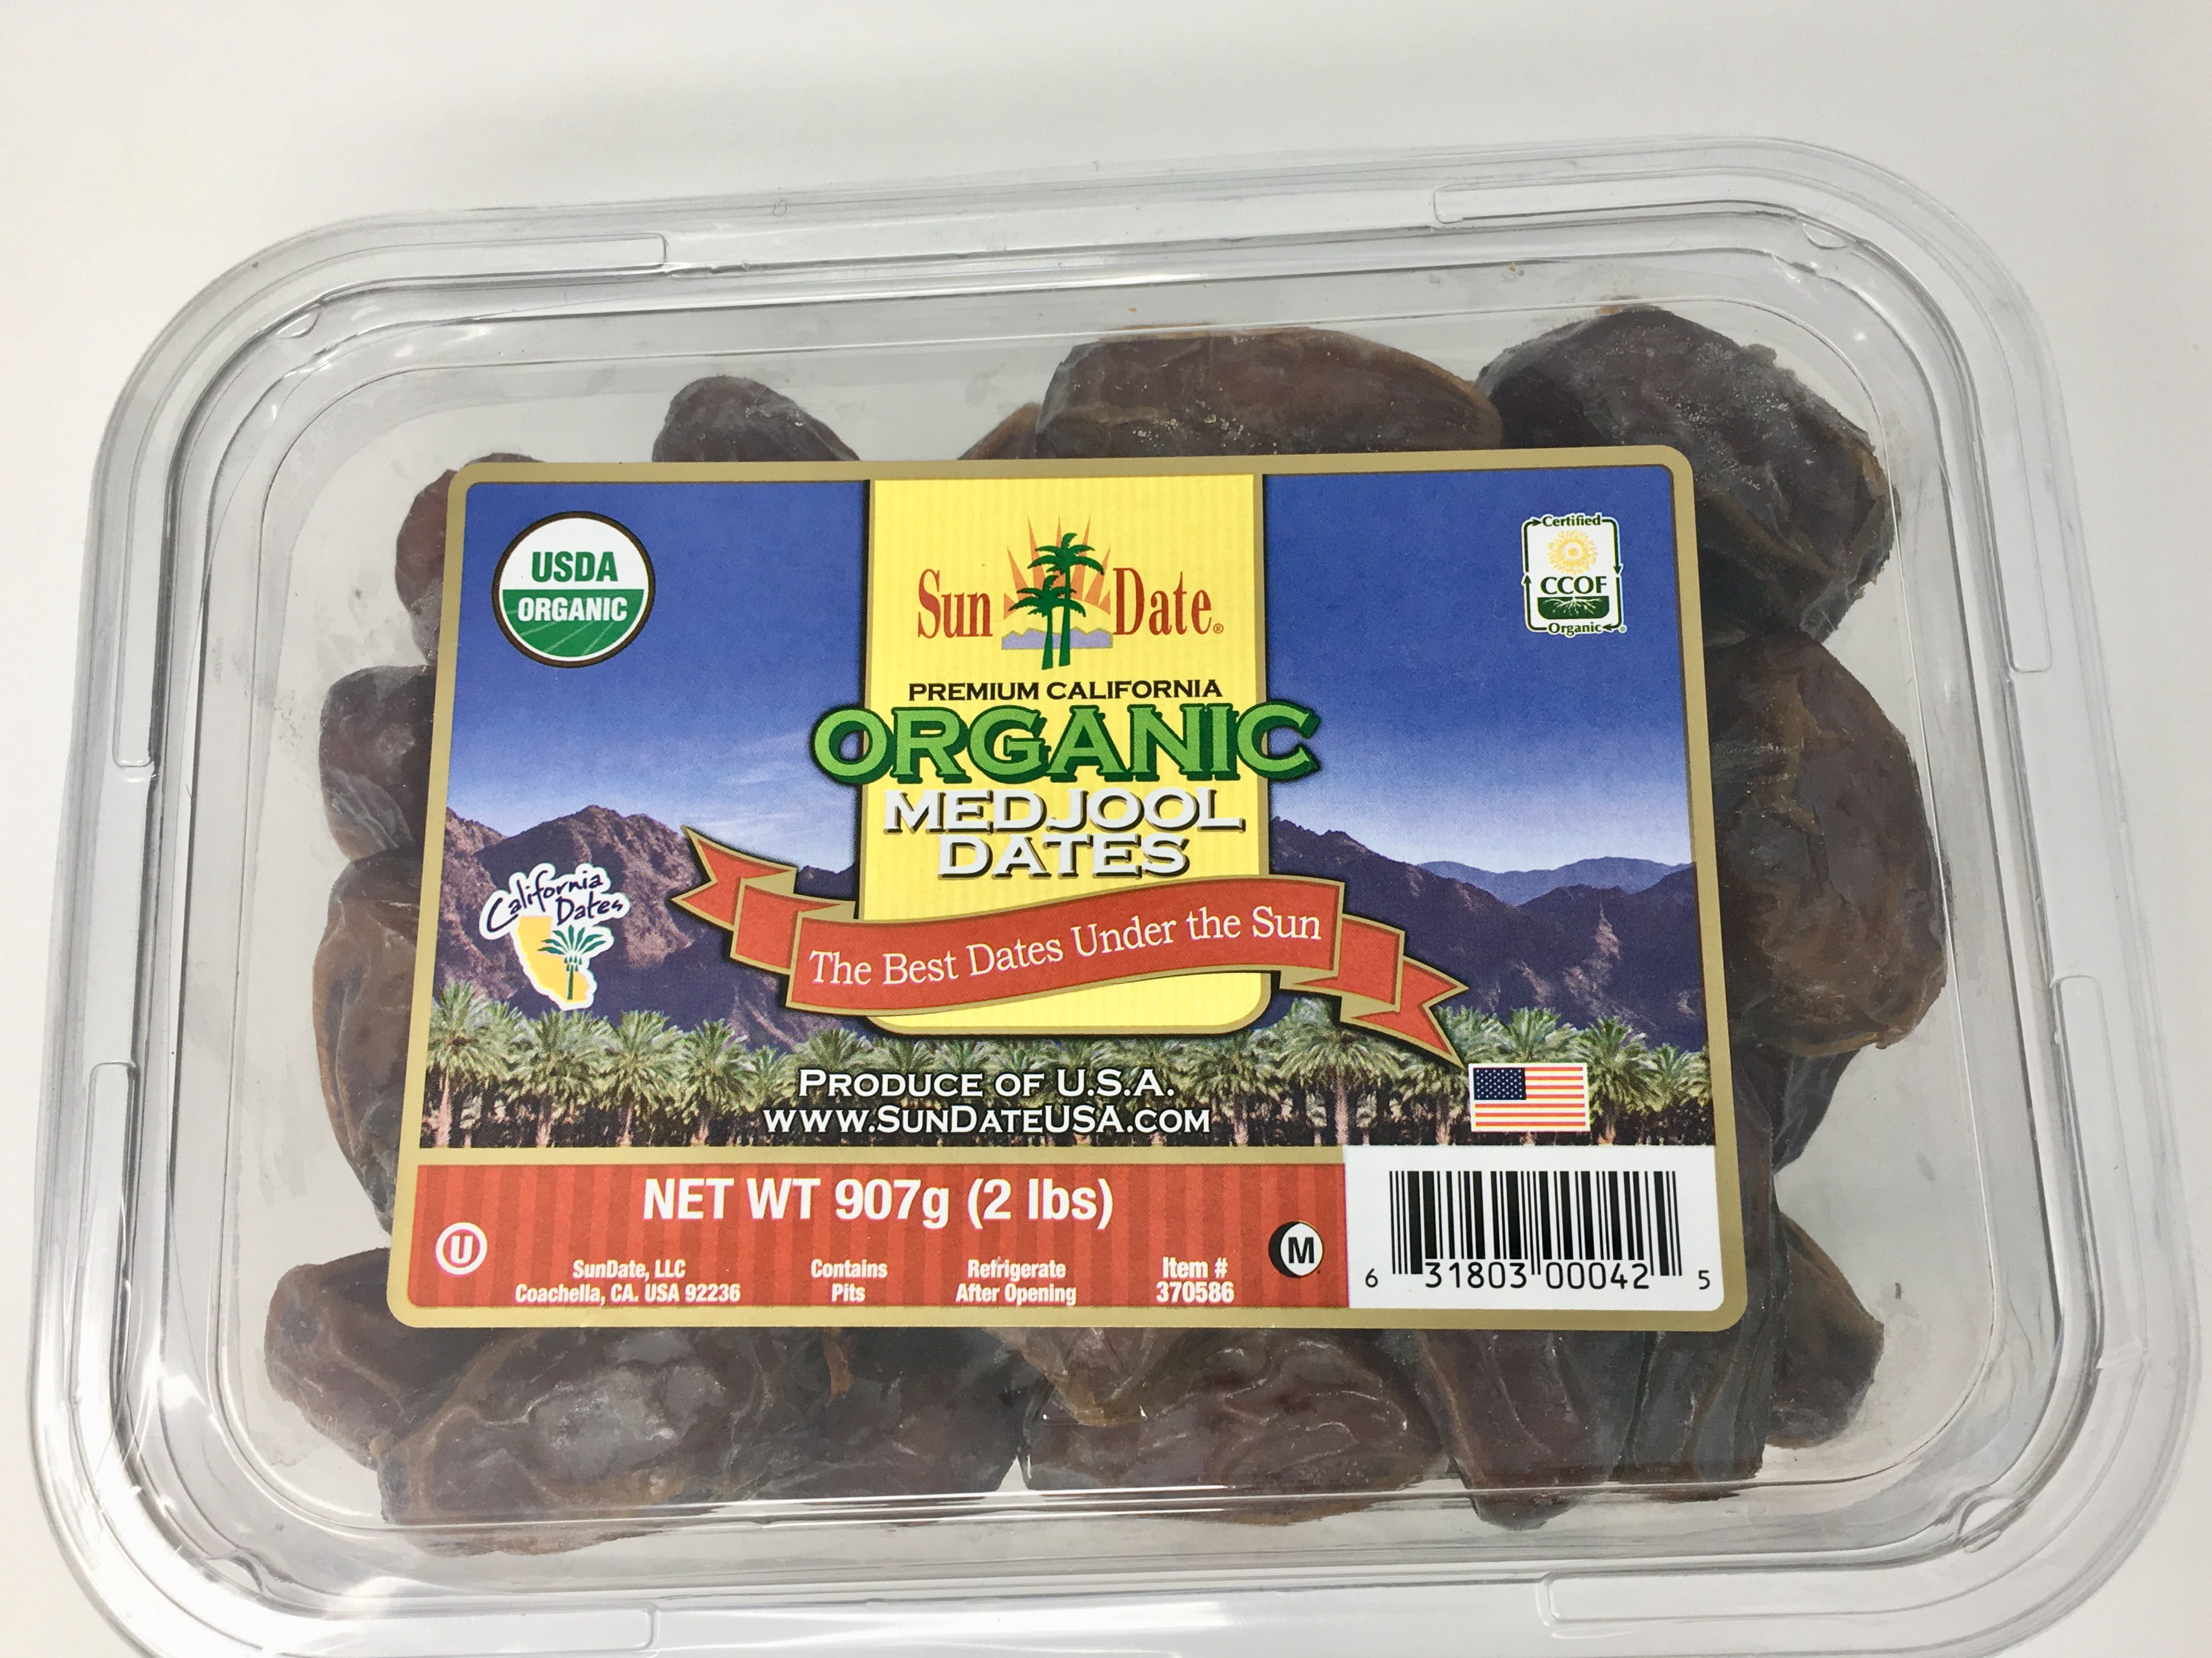 USDA
ORGANIC
Sun Date®
Certified
CCOF
Organic®
PREMIUM CALIFORNIA
ORGANIC
MEDJOOL
DATES
California
Dates
The Best Dates Under the Sun
PRODUCE OF U.S.A.
WWW.SUNDATEUSA.COM
NET WT 907g (2 lbs)
U
SunDate, LLC
Coachella, CA. USA 92236
Contains
Pits
Refrigerate
After Opening
Item #
370586
M
6 31803 00042 5